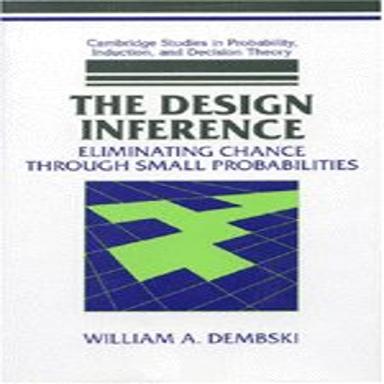 Cambridge Studies in Probability,
Induction, and Decision Theory
THE DESIGN
INFERENCE
ELIMINATING CHANCE
THROUGH SMALL PROBABILITIES
WILLIAM A. DEMBSKI